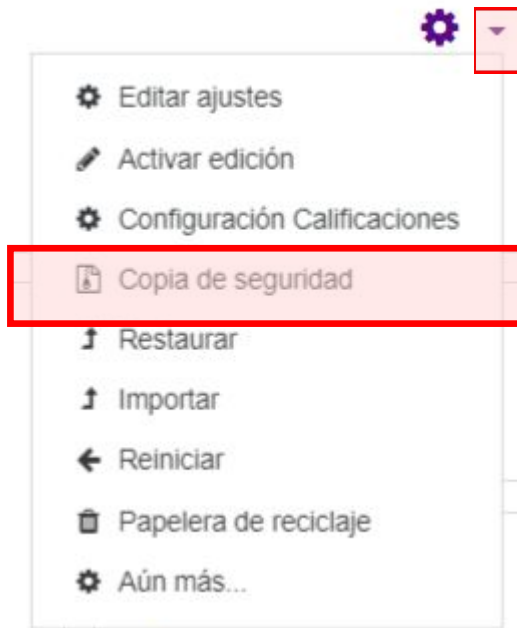 Editar ajustes
Activar edición
Configuración Calificaciones
Copia de seguridad
Restaurar
Importar
Reiniciar
Papelera de reciclaje
Aún más...